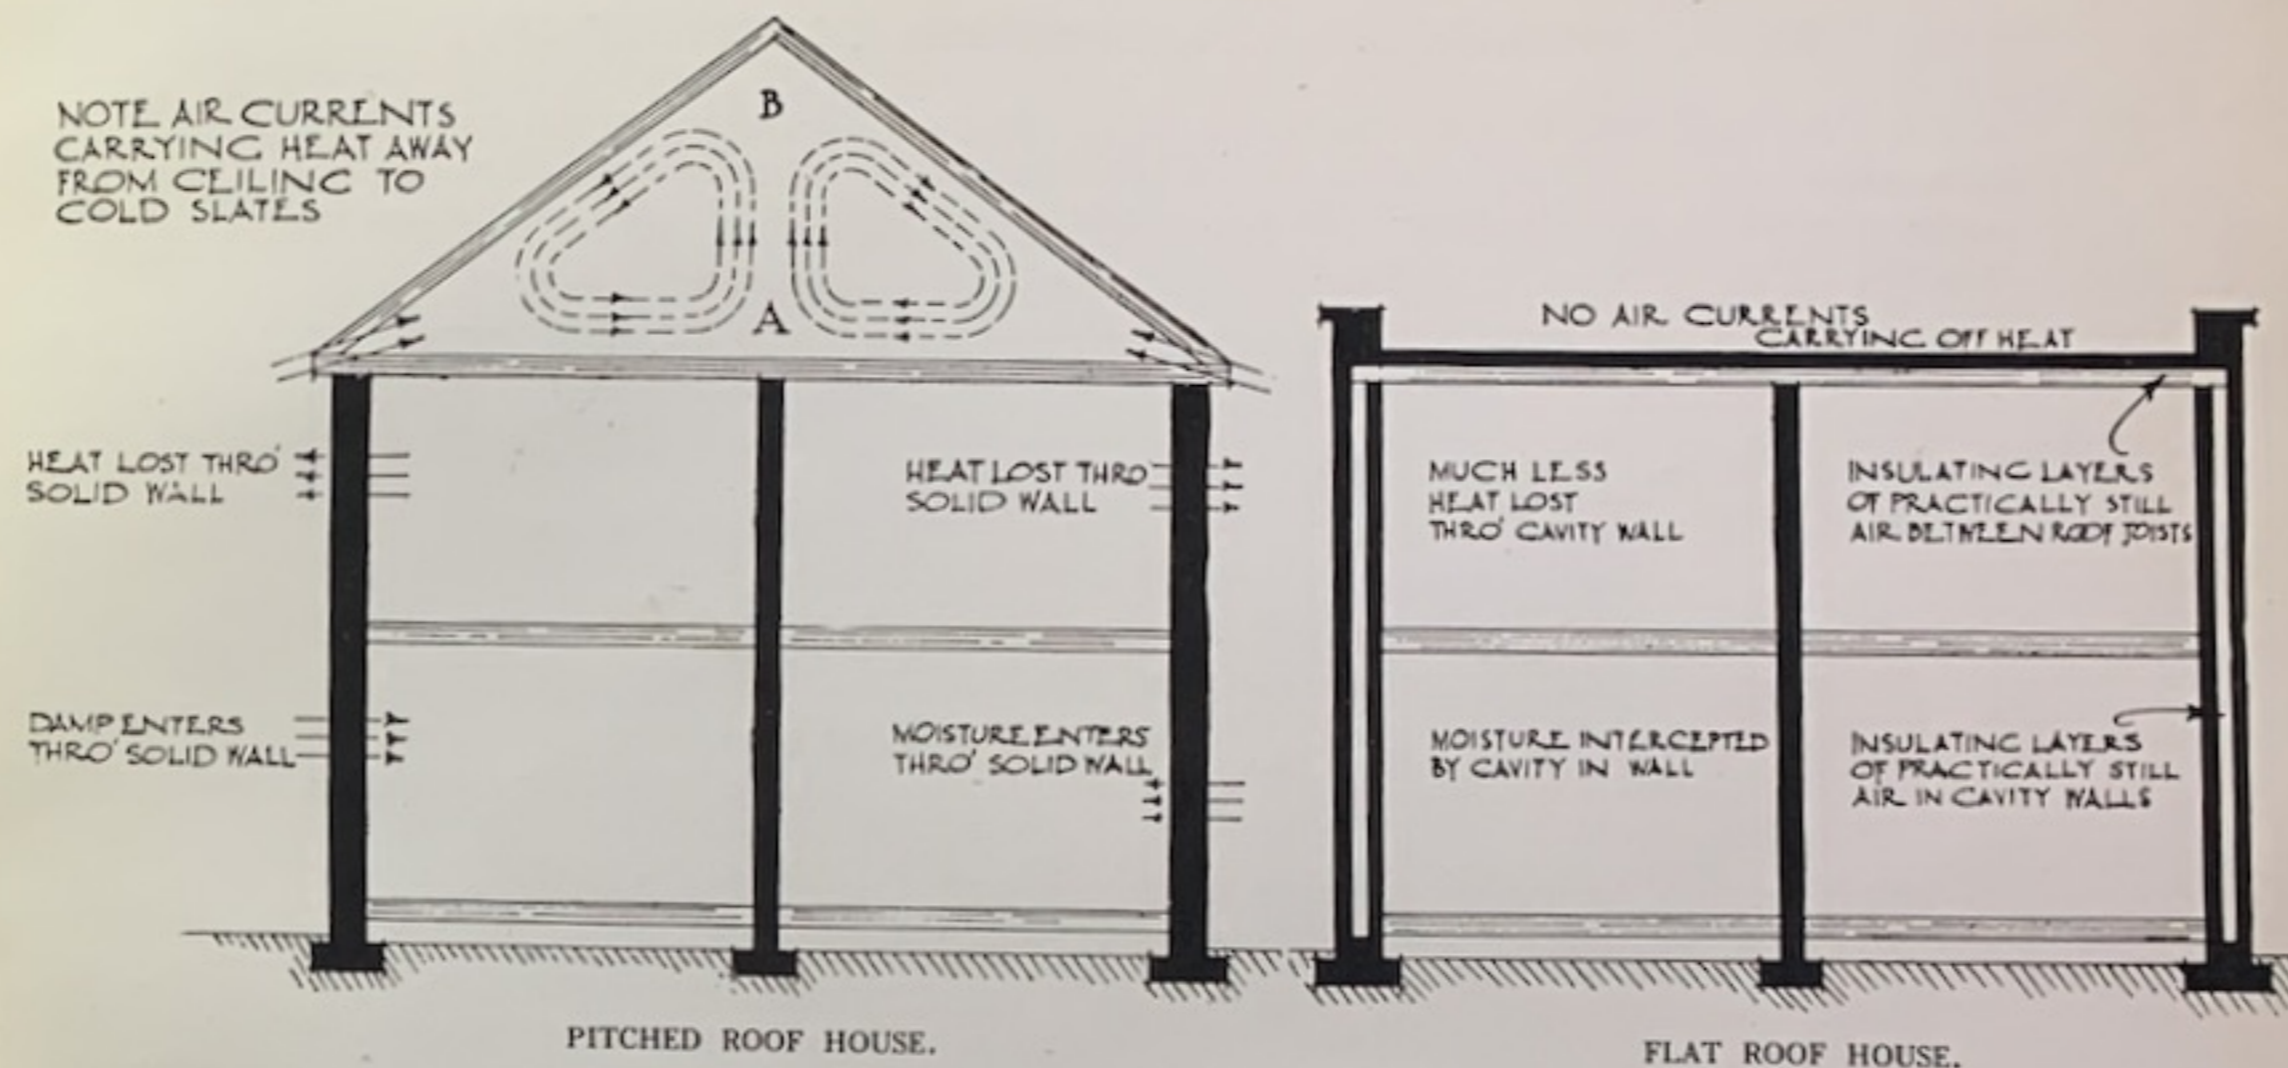 NOTE AIR CURRENTS
CARRYING HEAT AWAY
FROM CEILING TO
COLD SLATES
B
A
HEAT LOST THRO'
SOLID WALL
HEAT LOST THRO
SOLID WALL
DAMP ENTERS
THRO' SOLID WALL
MOISTURE ENTERS
THRO' SOLID WALL
PITCHED ROOF HOUSE.
NO AIR CURRENTS
CARRYING OFF HEAT
MUCH LESS
HEAT LOST
THRO' CAVITY WALL
INSULATING LAYERS
OF PRACTICALLY STILL
AIR BETWEEN ROOF JOISTS
MOISTURE INTERCEPTED
BY CAVITY IN WALL
INSULATING LAYERS
OF PRACTICALLY STILL
AIR IN CAVITY WALLS
FLAT ROOF HOUSE.